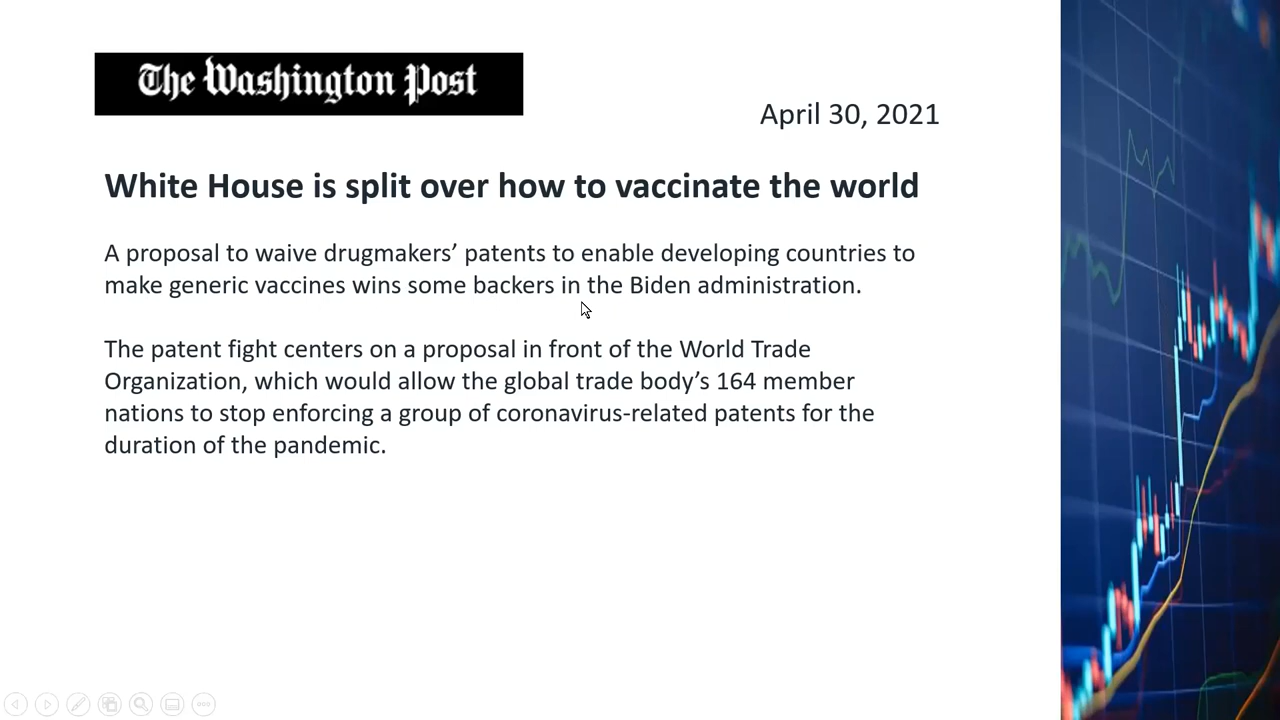 The Washington Post
April 30, 2021
White House is split over how to vaccinate the world
A proposal to waive drugmakers’ patents to enable developing countries to
make generic vaccines wins some backers in the Biden administration.
The patent fight centers on a proposal in front of the World Trade
Organization, which would allow the global trade body’s 164 member
nations to stop enforcing a group of coronavirus-related patents for the
duration of the pandemic.